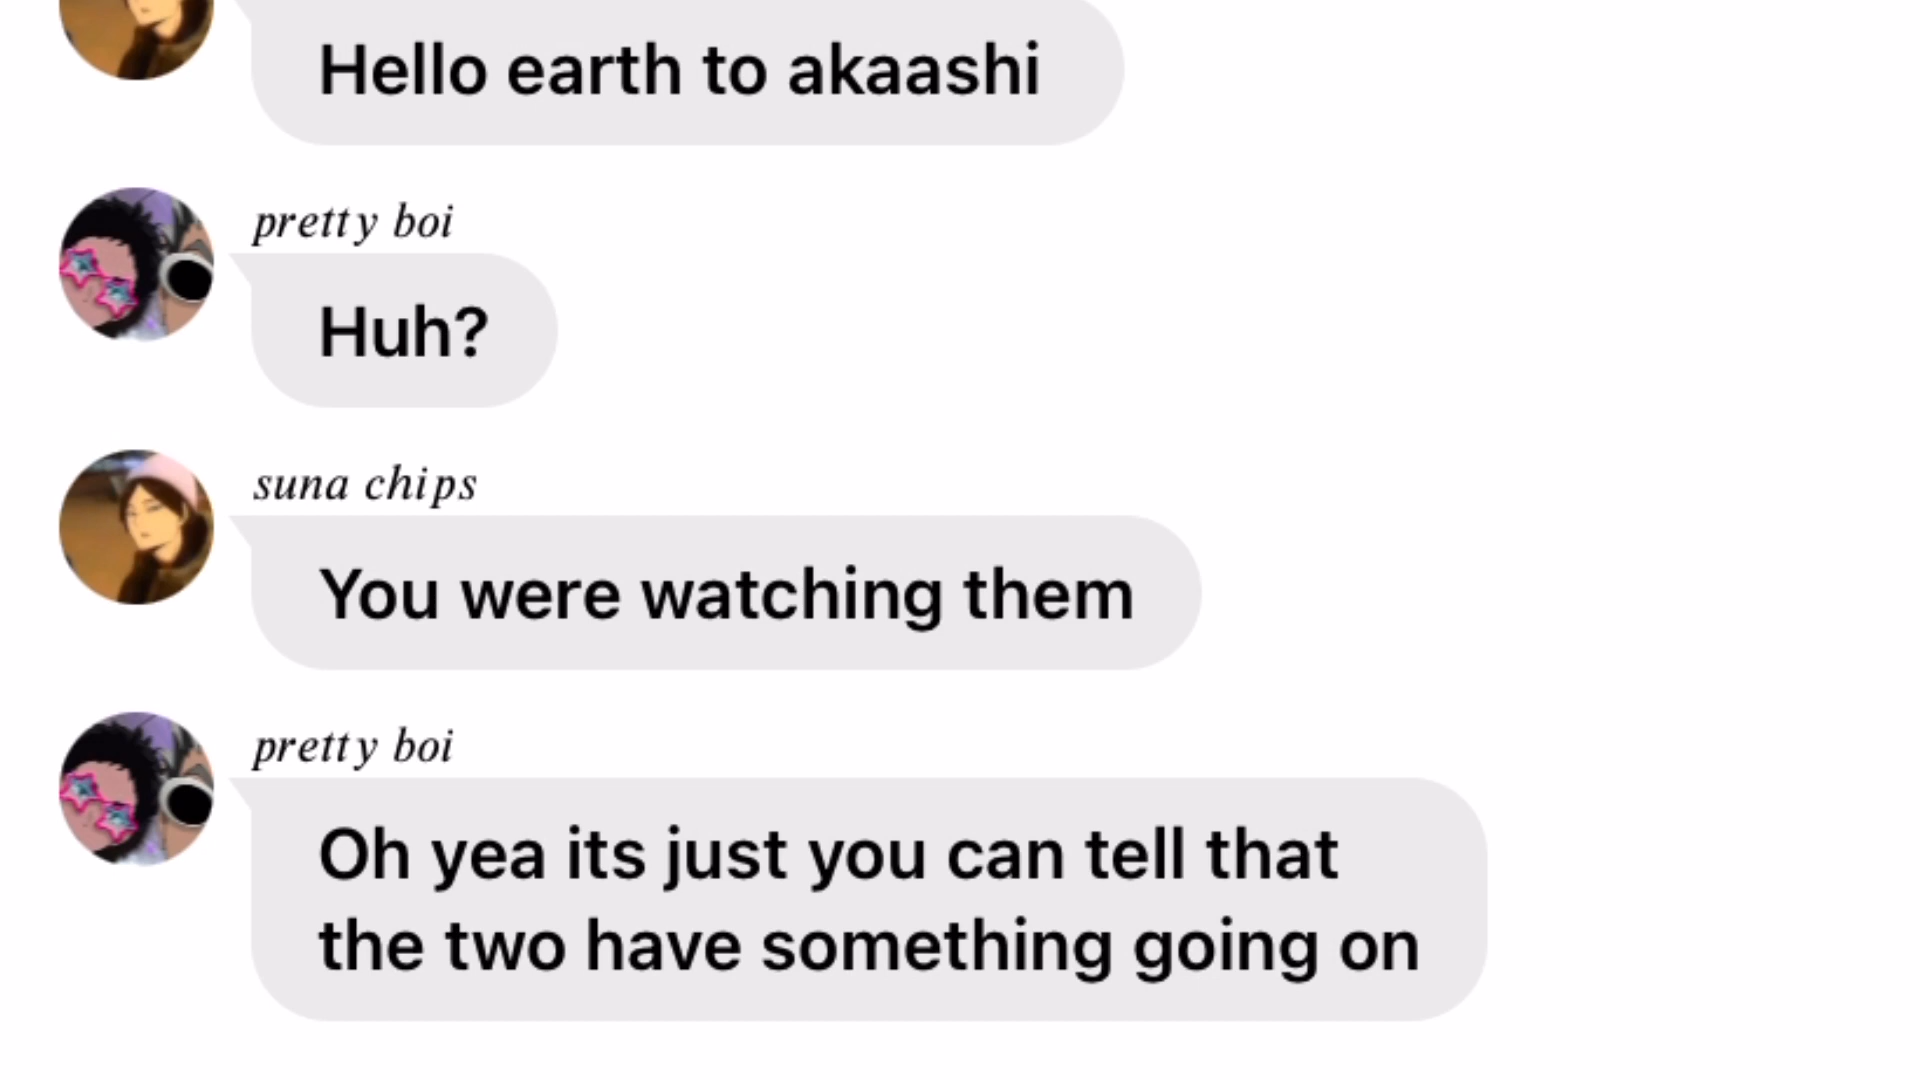 Hello earth to akaashi
pretty boi
Huh?
suna chips
You were watching them
pretty boi
Oh yea its just you can tell that
the two have something going on